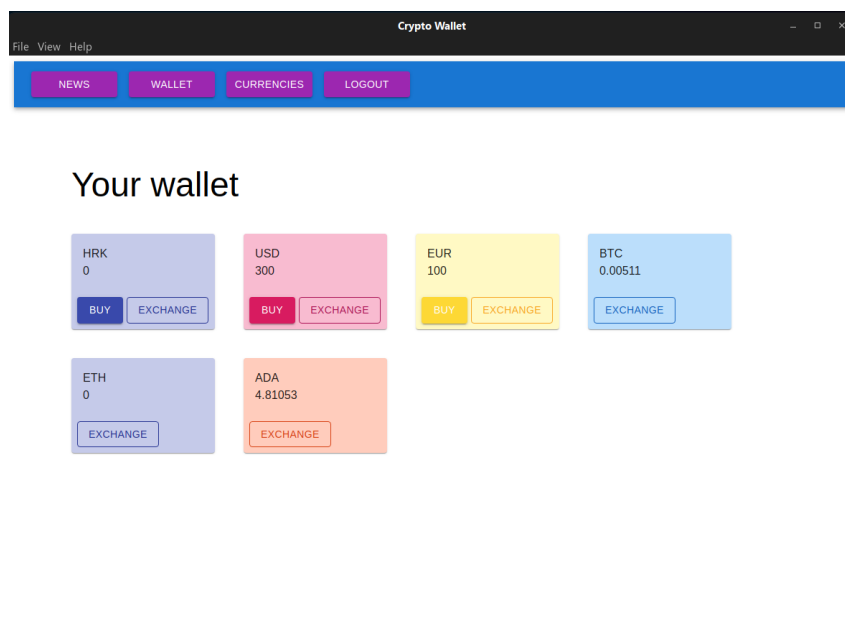 Crypto Wallet
File View Help
NEWS WALLET CURRENCIES LOGOUT
Your wallet
HRK
0
BUY EXCHANGE
USD
300
BUY EXCHANGE
EUR
100
BUY EXCHANGE
BTC
0.00511
EXCHANGE
ETH
0
EXCHANGE
ADA
4.81053
EXCHANGE